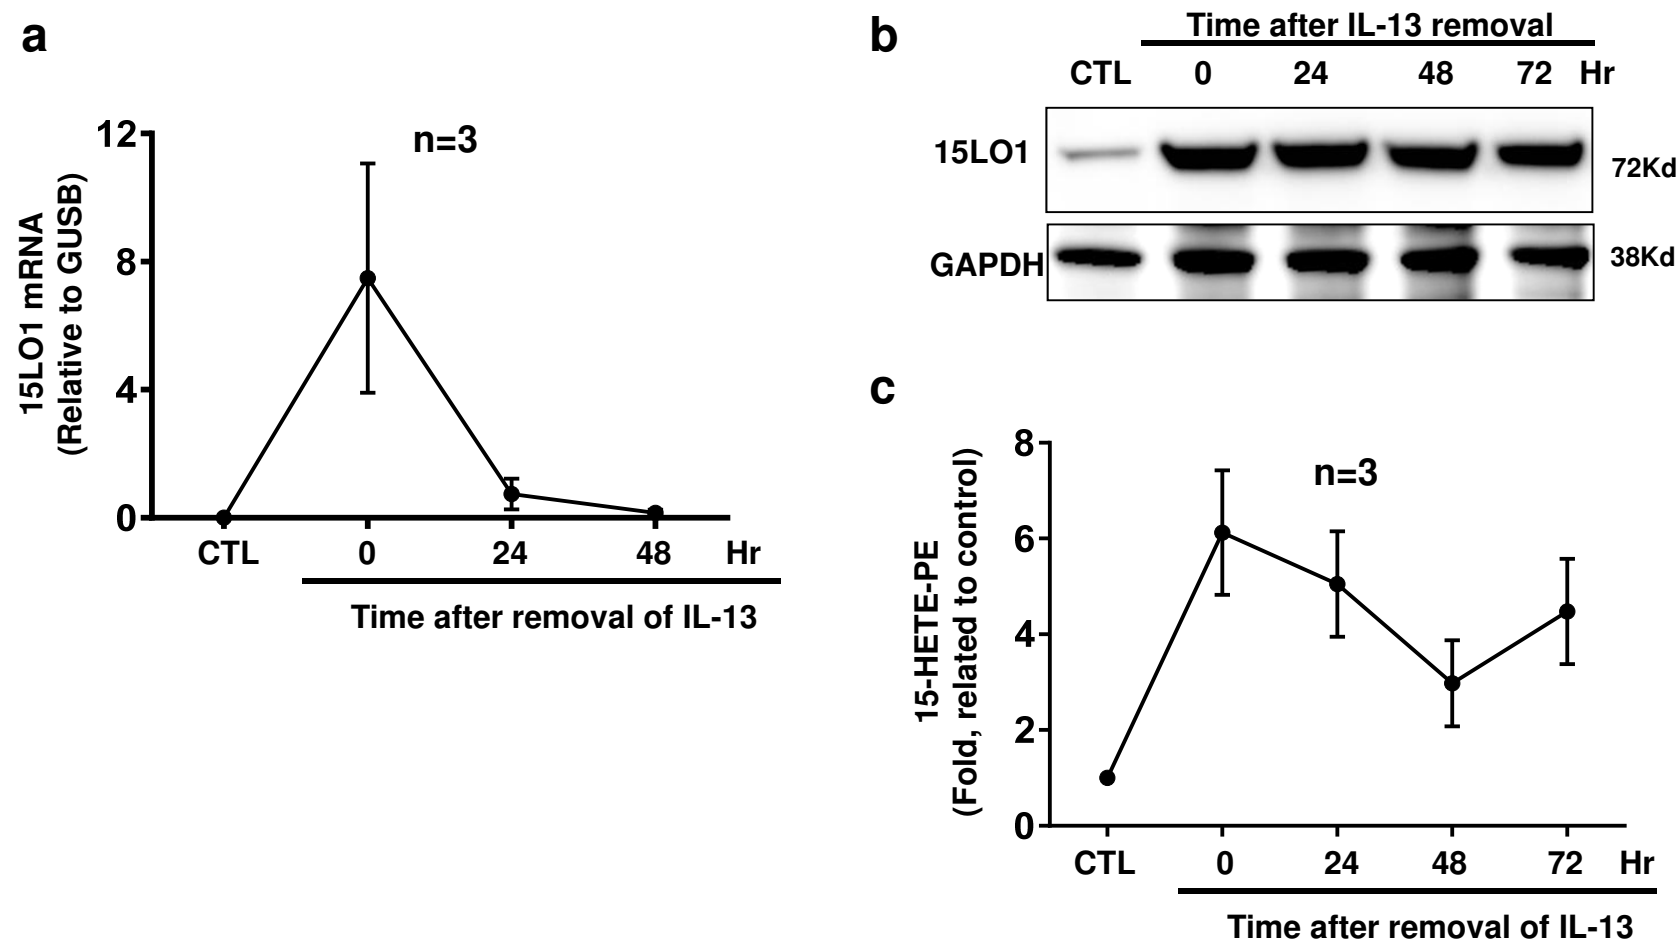 a
n=3
15LO1 mRNA
(Relative to GUSB)
12
8
4
0
CTL 0 24 48 Hr
Time after removal of IL-13
b
Time after IL-13 removal
CTL 0 24 48 72 Hr
15LO1
72Kd
GAPDH
38Kd
c
n=3
15-HETE-PE
(Fold, related to control)
8
6
4
2
0
CTL 0 24 48 72 Hr
Time after removal of IL-13